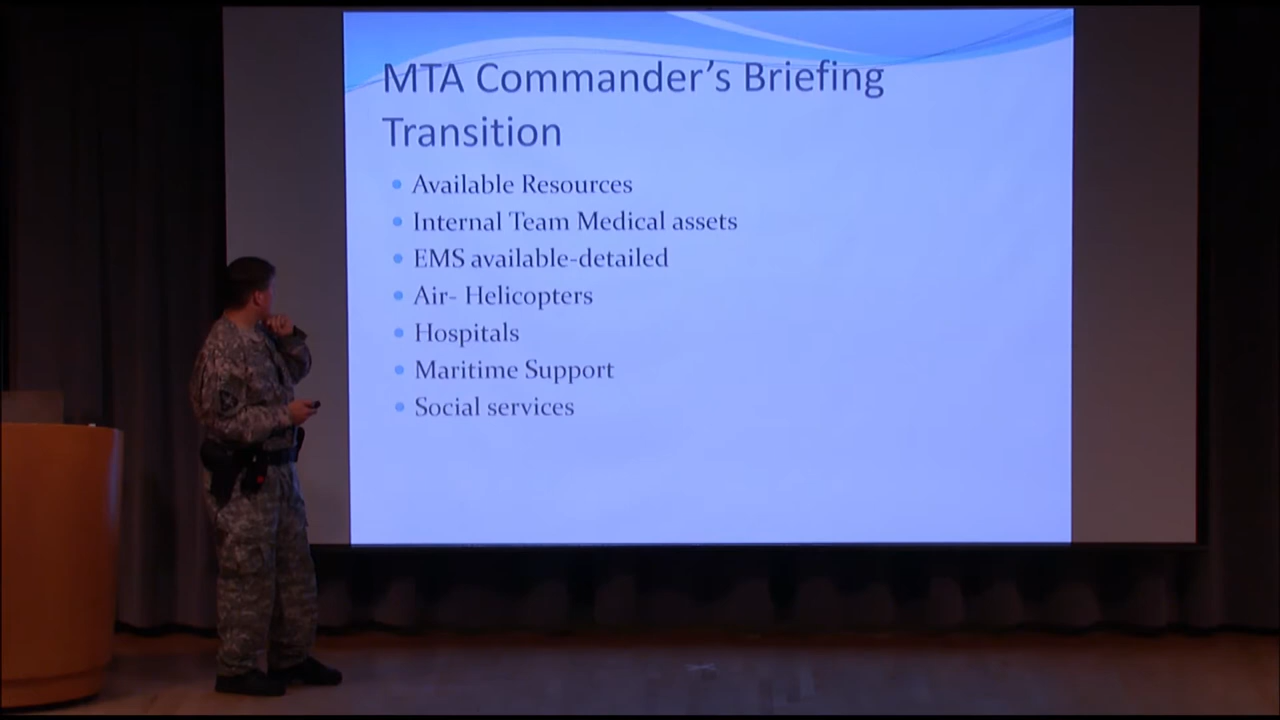 MTA Commander's Briefing
Transition
Available Resources
Internal Team Medical assets
EMS available-detailed
Air- Helicopters
Hospitals
Maritime Support
Social services